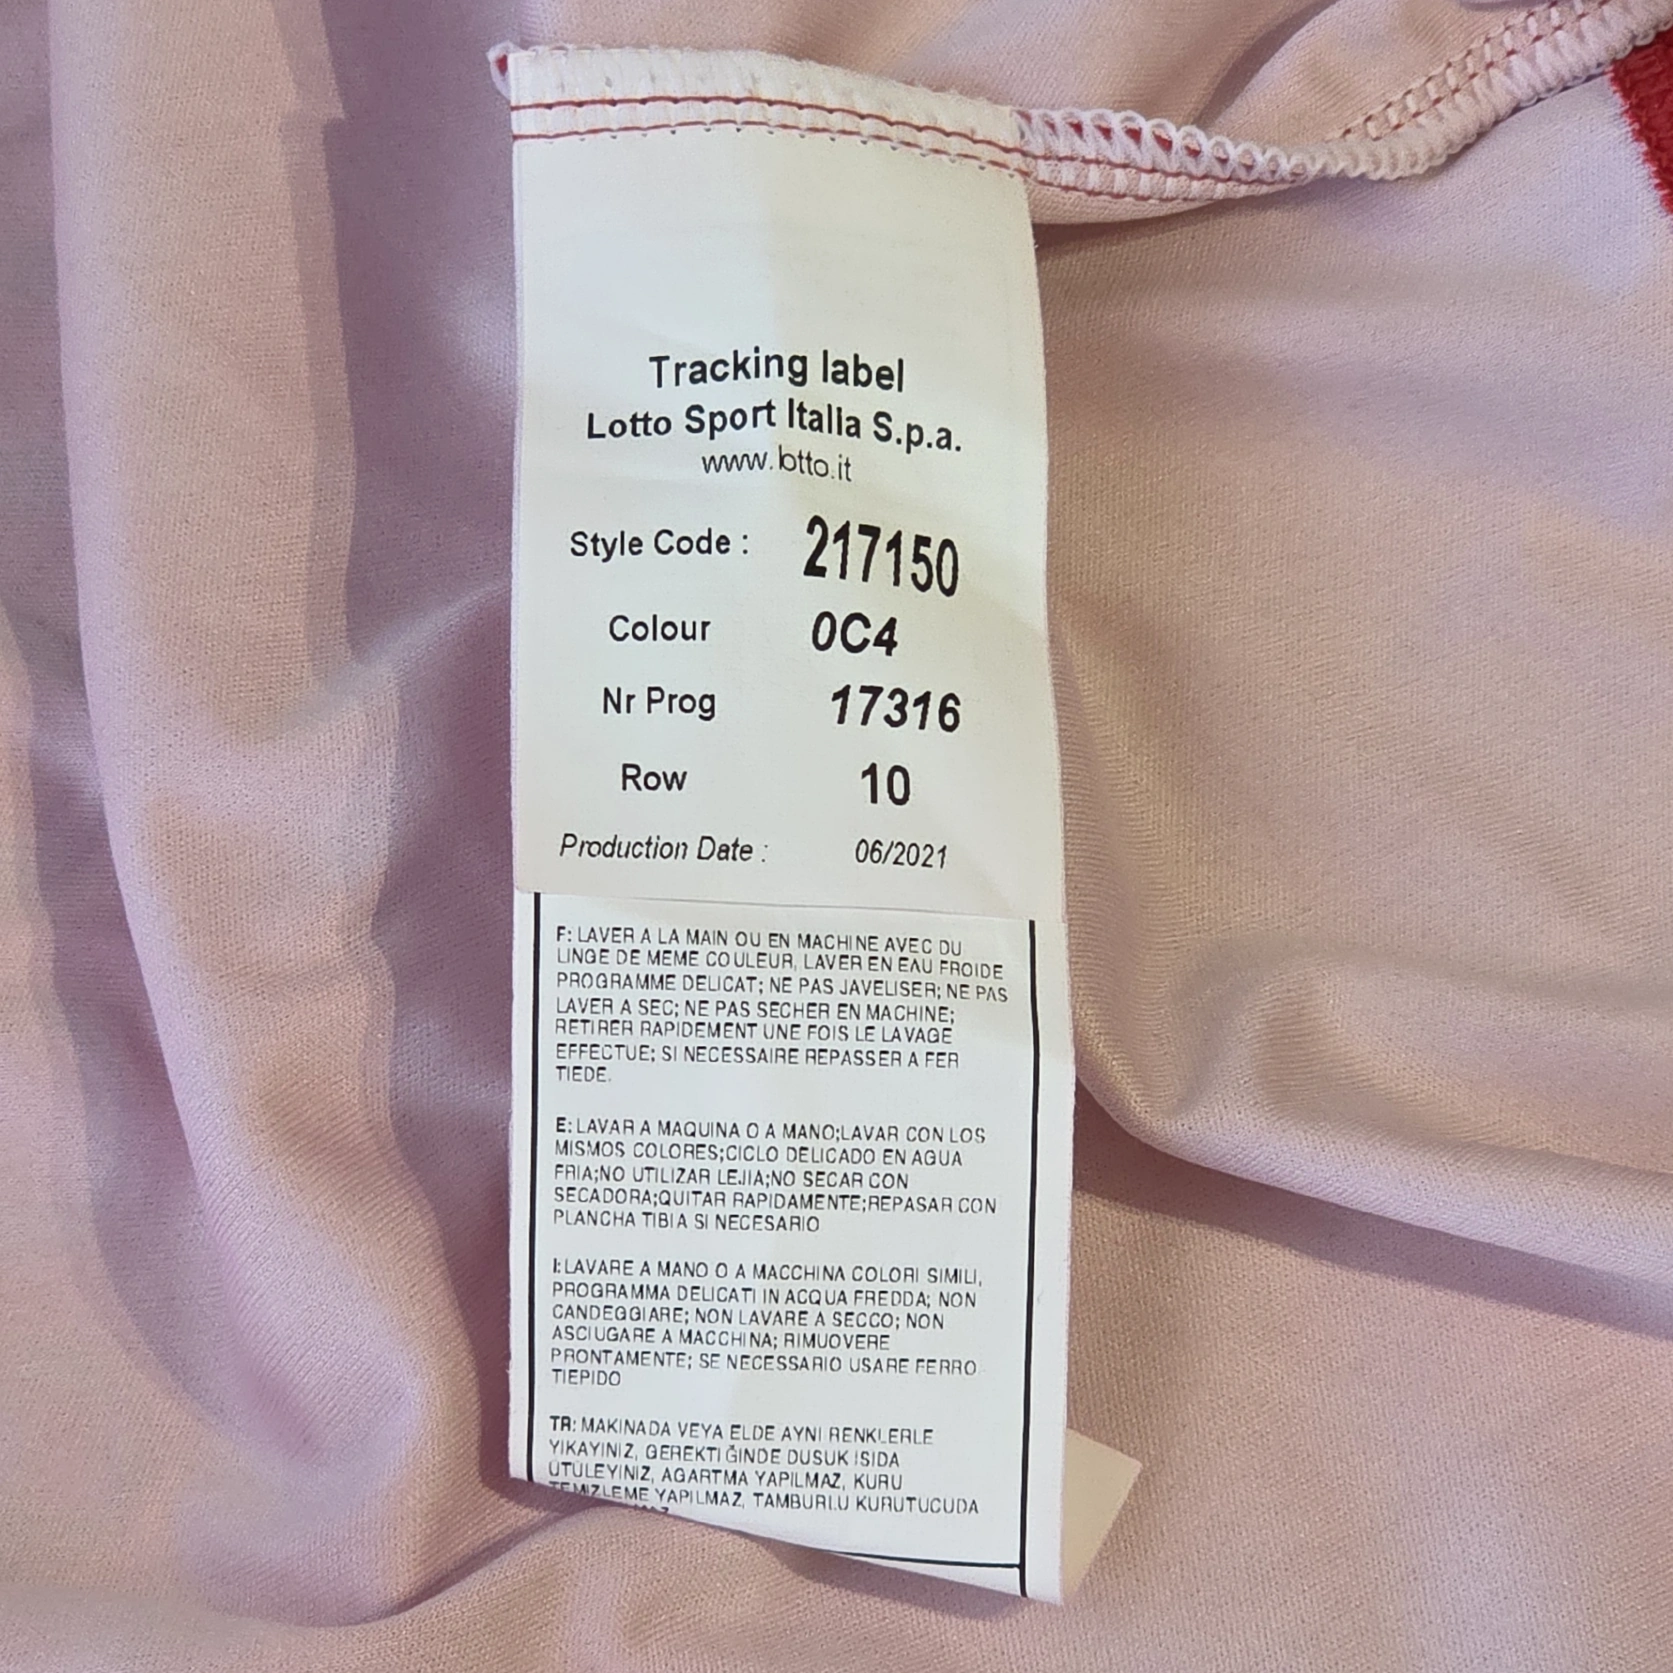 Tracking label
Lotto Sport Italia S.p.a.
www.lotto.it
Style Code : 217150
Colour 0C4
Nr Prog 17316
Row 10
Production Date : 06/2021
F: LAVER A LA MAIN OU EN MACHINE AVEC DU
LINGE DE MEME COULEUR, LAVER EN EAU FROIDE
PROGRAMME DELICAT; NE PAS JAVELISER; NE PAS
LAVER A SEC; NE PAS SECHER EN MACHINE;
RETIRER RAPIDEMENT UNE FOIS LE LAVAGE
EFFECTUE; SI NECESSAIRE REPASSER A FER
TIEDE.
E: LAVAR A MAQUINA O A MANO;LAVAR CON LOS
MISMOS COLORES;CICLO DELICADO EN AGUA
FRIA;NO UTILIZAR LEJIA;NO SECAR CON
SECADORA;QUITAR RAPIDAMENTE;REPASAR CON
PLANCHA TIBIA SI NECESARIO
I: LAVARE A MANO O A MACCHINA COLORI SIMILI,
PROGRAMMA DELICATI IN ACQUA FREDDA; NON
CANDEGGIARE; NON LAVARE A SECCO; NON
ASCIUGARE A MACCHINA; RIMUOVERE
PRONTAMENTE; SE NECESSARIO USARE FERRO
TIEPIDO
TR: MAKINADA VEYA ELDE AYNI RENKLERLE
YIKAYINIZ, GEREKTIĞINDE DUSUK ISIDA
ÜTÜLEYINIZ, AGARTMA YAPILMAZ, KURU
TEMIZLEME YAPILMAZ, TAMBURLU KURUTUCUDA